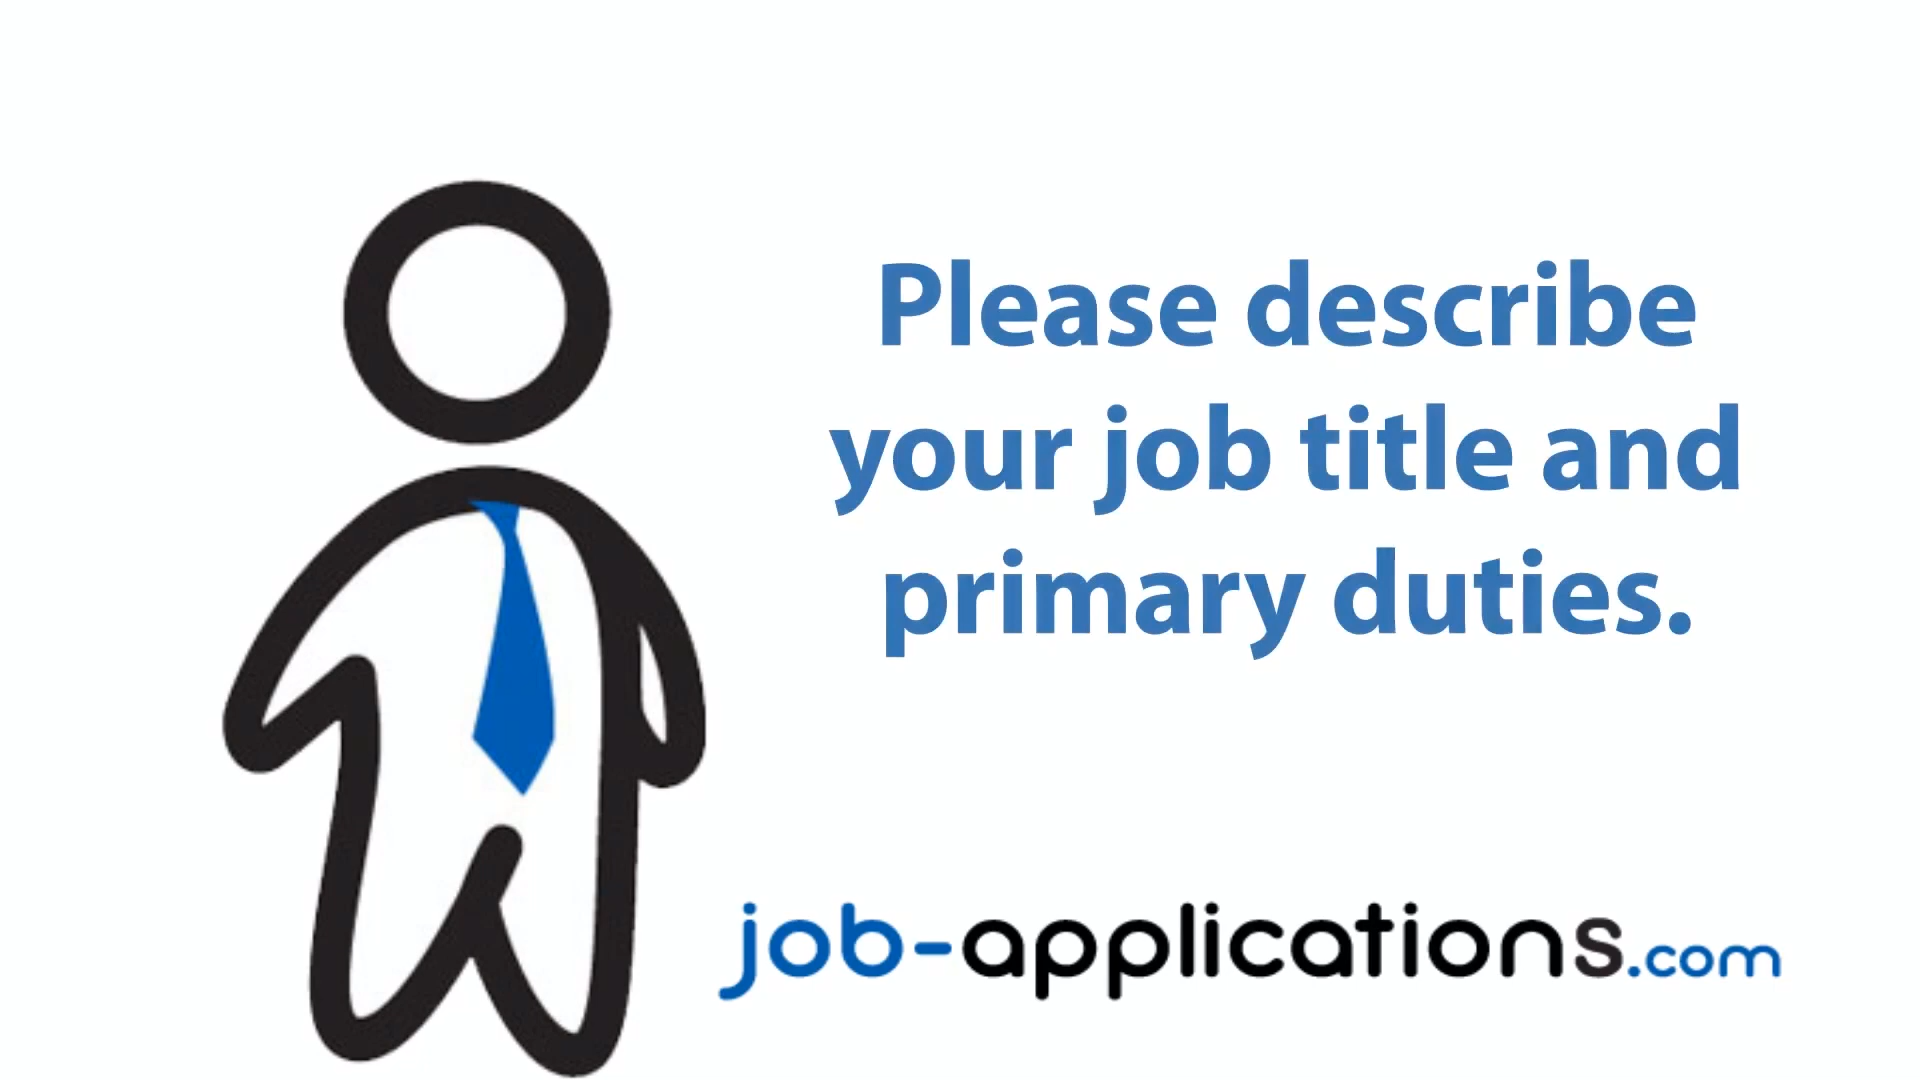 Please describe
your job title and
primary duties.
job-applications.com